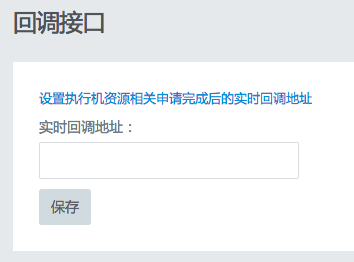 回调接口
设置执行机资源相关申请完成后的实时回调地址
实时回调地址：
保存